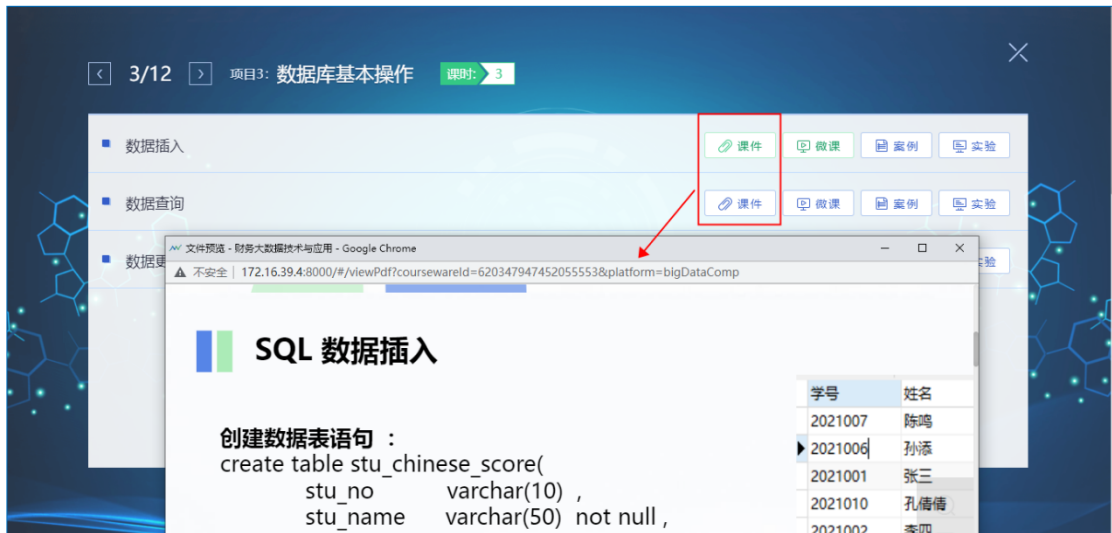 3/12 项目3: 数据库基本操作 课时: 3
数据插入 课件 微课 案例 实验
数据查询 课件 微课 案例 实验
数据更
验
文件预览 - 财务大数据技术与应用 - Google Chrome
不安全 172.16.39.4:8000/#/viewPdf?coursewareId=620347947452055553&platform=bigDataComp
SQL 数据插入
创建数据表语句 :
create table stu_chinese_score(
stu_no varchar(10) ,
stu_name varchar(50) not null ,
学号 姓名
2021007 陈鸣
2021006 孙添
2021001 张三
2021010 孔倩倩
2021002 李四